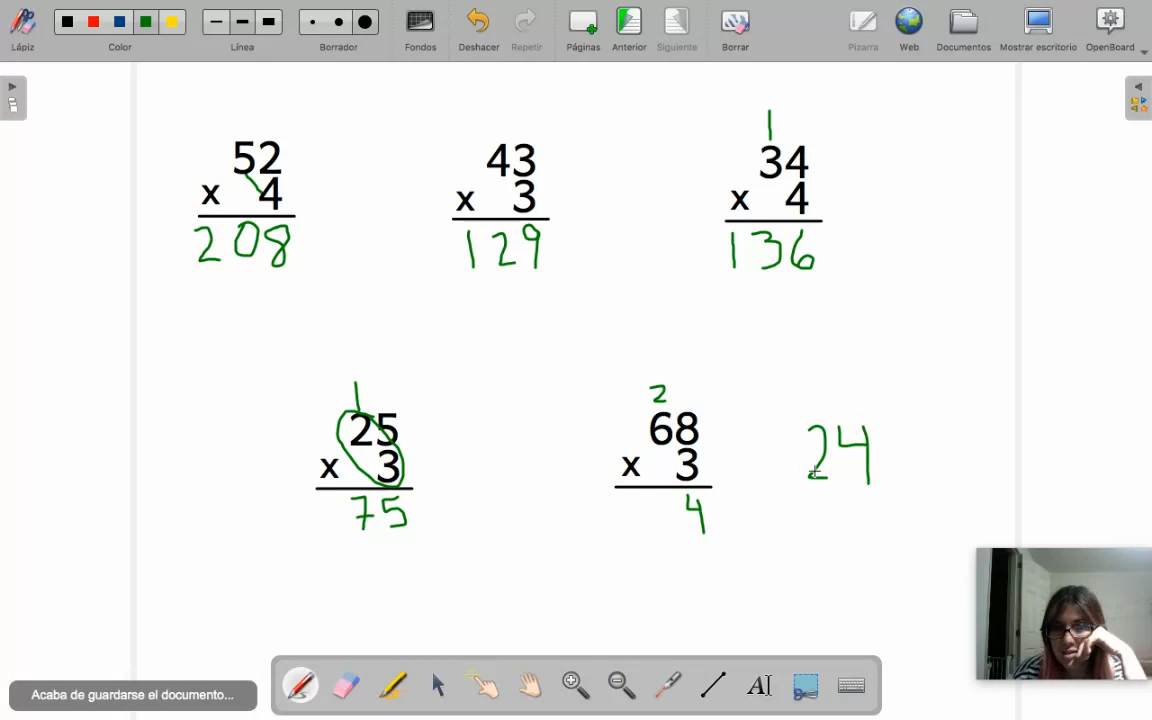 Lápiz Color Línea Borrador Fondos Deshacer Repetir Páginas Anterior Siguiente Borrar Pizarra Web Documentos Mostrar escritorio OpenBoard
1
52 43 34
x 4 x 3 x 4
208 129 136
1 2
25 68 24
x 3 x 3
75 4
Acaba de guardarse el documento...